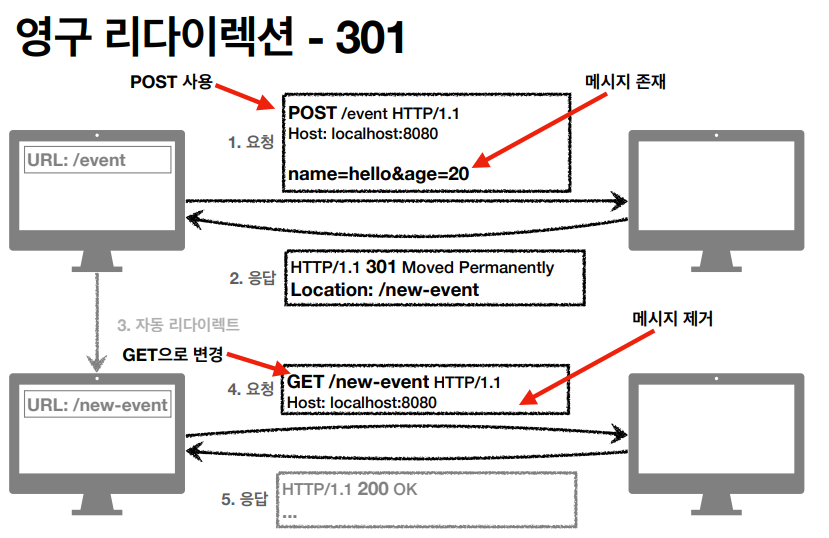 영구 리다이렉션 - 301
POST 사용
메시지 존재
1. 요청
POST /event HTTP/1.1
Host: localhost:8080
name=hello&age=20
URL: /event
2. 응답
HTTP/1.1 301 Moved Permanently
Location: /new-event
3. 자동 리다이렉트
메시지 제거
GET으로 변경
4. 요청
GET /new-event HTTP/1.1
Host: localhost:8080
URL: /new-event
5. 응답
HTTP/1.1 200 OK
...